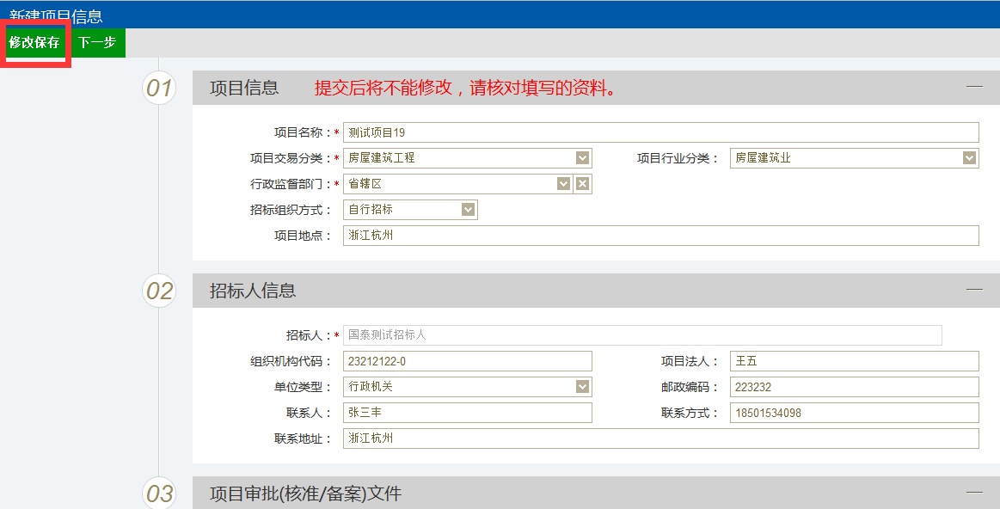 新建项目信息
修改保存 下一步
01 项目信息 提交后将不能修改，请核对填写的资料。
项目名称：* 测试项目19
项目交易分类：* 房屋建筑工程 项目行业分类： 房屋建筑业
行政监督部门：* 省辖区
招标组织方式： 自行招标
项目地点： 浙江杭州
02 招标人信息
招标人：* 国泰测试招标人
组织机构代码： 23212122-0 项目法人： 王五
单位类型： 行政机关 邮政编码： 223232
联系人： 张三丰 联系方式： 18501534098
联系地址： 浙江杭州
03 项目审批(核准/备案)文件